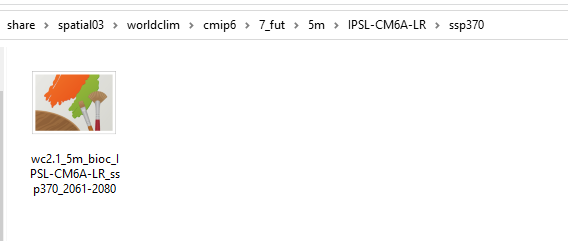 share > spatial03 > worldclim > cmip6 > 7_fut > 5m > IPSL-CM6A-LR > ssp370
wc2.1_5m_bioc_I
PSL-CM6A-LR_ss
p370_2061-2080